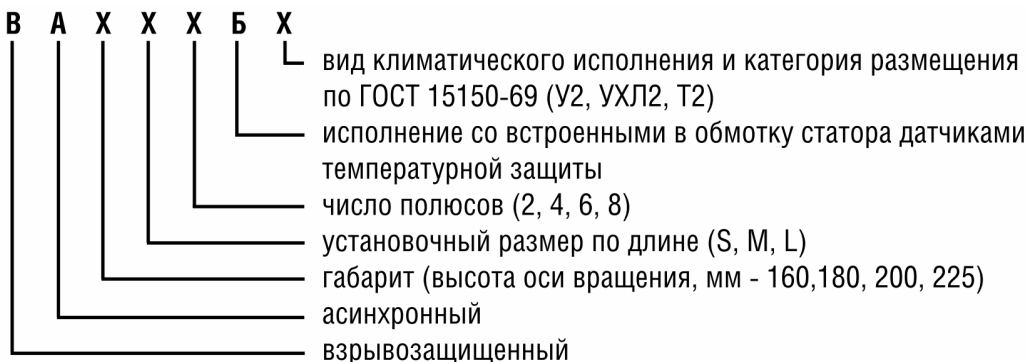 В А Х Х Х Б Х
вид климатического исполнения и категория размещения
по ГОСТ 15150-69 (У2, УХЛ2, Т2)
исполнение со встроенными в обмотку статора датчиками
температурной защиты
число полюсов (2, 4, 6, 8)
установочный размер по длине (S, M, L)
габарит (высота оси вращения, мм - 160,180, 200, 225)
асинхронный
взрывозащищенный